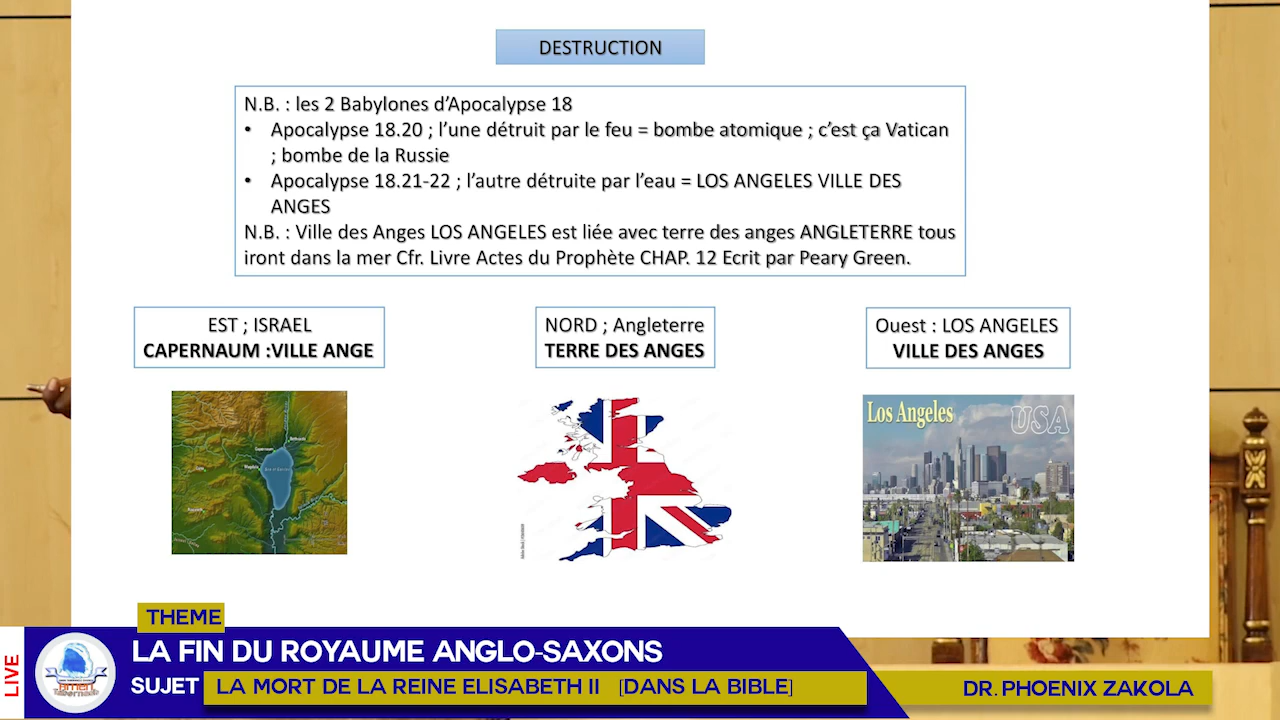 DESTRUCTION
N.B. : les 2 Babylones d’Apocalypse 18
• Apocalypse 18.20 ; l’une détruit par le feu = bombe atomique ; c’est ça Vatican
; bombe de la Russie
• Apocalypse 18.21-22 ; l’autre détruite par l’eau = LOS ANGELES VILLE DES
ANGES
N.B. : Ville des Anges LOS ANGELES est liée avec terre des anges ANGLETERRE tous
iront dans la mer Cfr. Livre Actes du Prophète CHAP. 12 Ecrit par Peary Green.
EST ; ISRAEL
CAPERNAUM :VILLE ANGE
NORD ; Angleterre
TERRE DES ANGES
Ouest : LOS ANGELES
VILLE DES ANGES
Los Angeles
USA
THEME
LA FIN DU ROYAUME ANGLO-SAXONS
LIVE
SUJET
LA MORT DE LA REINE ELISABETH II [DANS LA BIBLE]
DR. PHOENIX ZAKOLA